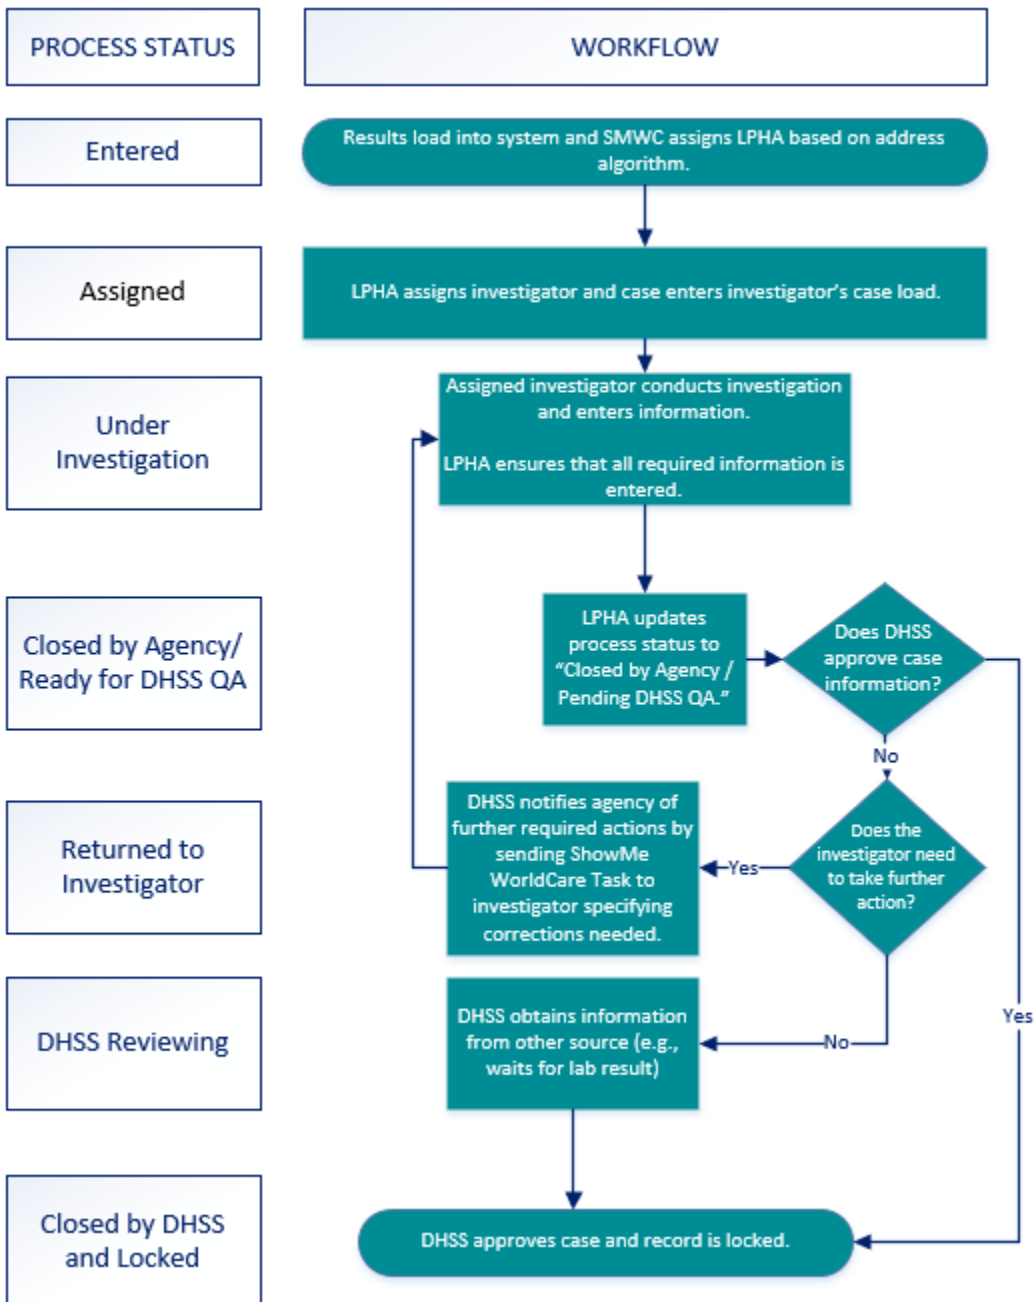 PROCESS STATUS
WORKFLOW
Entered
Results load into system and SMWC assigns LPHA based on address
algorithm.
Assigned
LPHA assigns investigator and case enters investigator's case load.
Under
Investigation
Assigned investigator conducts investigation
and enters information.
LPHA ensures that all required information is
entered.
Closed by Agency/
Ready for DHSS QA
LPHA updates
process status to
“Closed by Agency /
Pending DHSS QA.”
Does DHSS
approve case
information?
No
Returned to
Investigator
DHSS notifies agency of
further required actions by
sending ShowMe
WorldCare Task to
investigator specifying
corrections needed.
Yes
Does the
investigator need
to take further
action?
DHSS Reviewing
DHSS obtains information
from other source (e.g.,
waits for lab result)
No
Yes
Closed by DHSS
and Locked
DHSS approves case and record is locked.